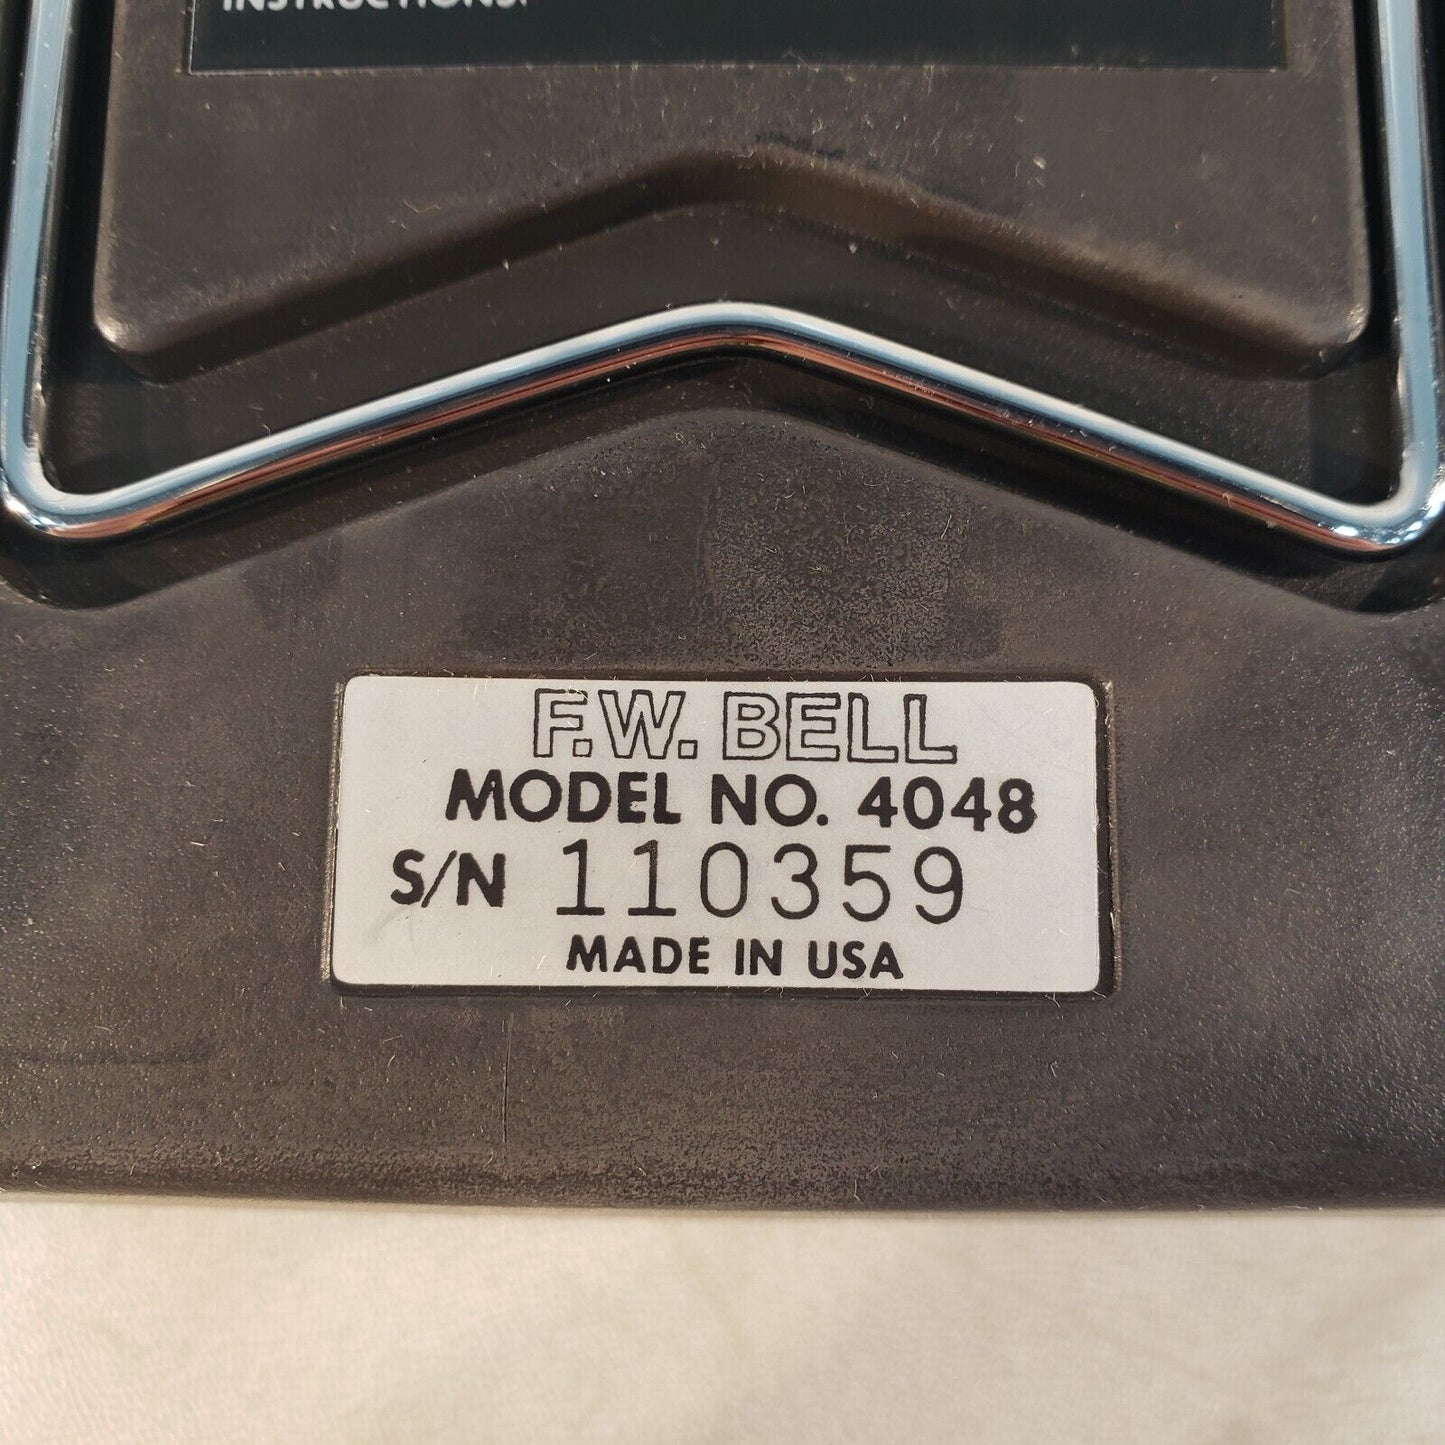 INSTRUCTIONS.
F.W. BELL
MODEL NO. 4048
S/N 110359
MADE IN USA